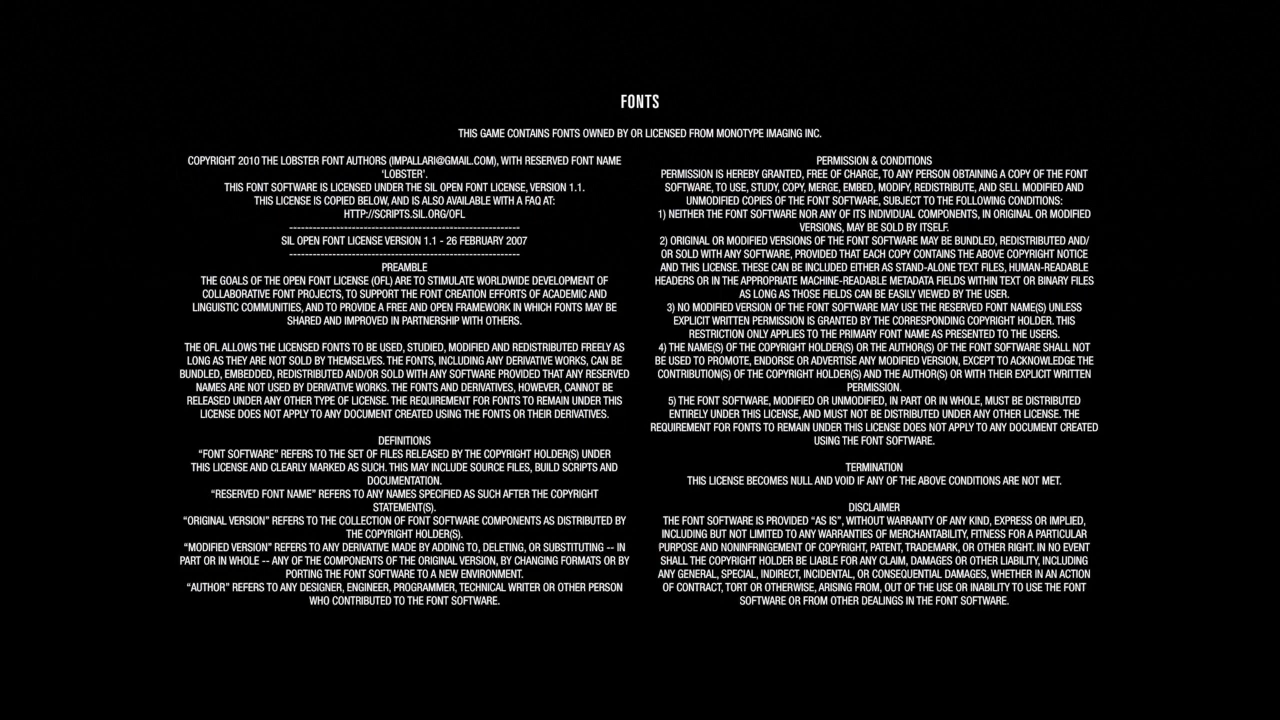 FONTS
THIS GAME CONTAINS FONTS OWNED BY OR LICENSED FROM MONOTYPE IMAGING INC.
COPYRIGHT 2010 THE LOBSTER FONT AUTHORS (IMPALLARI@GMAIL.COM), WITH RESERVED FONT NAME
‘LOBSTER’.
THIS FONT SOFTWARE IS LICENSED UNDER THE SIL OPEN FONT LICENSE, VERSION 1.1.
THIS LICENSE IS COPIED BELOW, AND IS ALSO AVAILABLE WITH A FAQ AT:
HTTP://SCRIPTS.SIL.ORG/OFL
-----------------------------------------------------------
SIL OPEN FONT LICENSE VERSION 1.1 - 26 FEBRUARY 2007
-----------------------------------------------------------
PREAMBLE
THE GOALS OF THE OPEN FONT LICENSE (OFL) ARE TO STIMULATE WORLDWIDE DEVELOPMENT OF
COLLABORATIVE FONT PROJECTS, TO SUPPORT THE FONT CREATION EFFORTS OF ACADEMIC AND
LINGUISTIC COMMUNITIES, AND TO PROVIDE A FREE AND OPEN FRAMEWORK IN WHICH FONTS MAY BE
SHARED AND IMPROVED IN PARTNERSHIP WITH OTHERS.
THE OFL ALLOWS THE LICENSED FONTS TO BE USED, STUDIED, MODIFIED AND REDISTRIBUTED FREELY AS
LONG AS THEY ARE NOT SOLD BY THEMSELVES. THE FONTS, INCLUDING ANY DERIVATIVE WORKS, CAN BE
BUNDLED, EMBEDDED, REDISTRIBUTED AND/OR SOLD WITH ANY SOFTWARE PROVIDED THAT ANY RESERVED
NAMES ARE NOT USED BY DERIVATIVE WORKS. THE FONTS AND DERIVATIVES, HOWEVER, CANNOT BE
RELEASED UNDER ANY OTHER TYPE OF LICENSE. THE REQUIREMENT FOR FONTS TO REMAIN UNDER THIS
LICENSE DOES NOT APPLY TO ANY DOCUMENT CREATED USING THE FONTS OR THEIR DERIVATIVES.
DEFINITIONS
“FONT SOFTWARE” REFERS TO THE SET OF FILES RELEASED BY THE COPYRIGHT HOLDER(S) UNDER
THIS LICENSE AND CLEARLY MARKED AS SUCH. THIS MAY INCLUDE SOURCE FILES, BUILD SCRIPTS AND
DOCUMENTATION.
“RESERVED FONT NAME” REFERS TO ANY NAMES SPECIFIED AS SUCH AFTER THE COPYRIGHT
STATEMENT(S).
“ORIGINAL VERSION” REFERS TO THE COLLECTION OF FONT SOFTWARE COMPONENTS AS DISTRIBUTED BY
THE COPYRIGHT HOLDER(S).
“MODIFIED VERSION” REFERS TO ANY DERIVATIVE MADE BY ADDING TO, DELETING, OR SUBSTITUTING -- IN
PART OR IN WHOLE -- ANY OF THE COMPONENTS OF THE ORIGINAL VERSION, BY CHANGING FORMATS OR BY
PORTING THE FONT SOFTWARE TO A NEW ENVIRONMENT.
“AUTHOR” REFERS TO ANY DESIGNER, ENGINEER, PROGRAMMER, TECHNICAL WRITER OR OTHER PERSON
WHO CONTRIBUTED TO THE FONT SOFTWARE.
PERMISSION & CONDITIONS
PERMISSION IS HEREBY GRANTED, FREE OF CHARGE, TO ANY PERSON OBTAINING A COPY OF THE FONT
SOFTWARE, TO USE, STUDY, COPY, MERGE, EMBED, MODIFY, REDISTRIBUTE, AND SELL MODIFIED AND
UNMODIFIED COPIES OF THE FONT SOFTWARE, SUBJECT TO THE FOLLOWING CONDITIONS:
1) NEITHER THE FONT SOFTWARE NOR ANY OF ITS INDIVIDUAL COMPONENTS, IN ORIGINAL OR MODIFIED
VERSIONS, MAY BE SOLD BY ITSELF.
2) ORIGINAL OR MODIFIED VERSIONS OF THE FONT SOFTWARE MAY BE BUNDLED, REDISTRIBUTED AND/
OR SOLD WITH ANY SOFTWARE, PROVIDED THAT EACH COPY CONTAINS THE ABOVE COPYRIGHT NOTICE
AND THIS LICENSE. THESE CAN BE INCLUDED EITHER AS STAND-ALONE TEXT FILES, HUMAN-READABLE
HEADERS OR IN THE APPROPRIATE MACHINE-READABLE METADATA FIELDS WITHIN TEXT OR BINARY FILES
AS LONG AS THOSE FIELDS CAN BE EASILY VIEWED BY THE USER.
3) NO MODIFIED VERSION OF THE FONT SOFTWARE MAY USE THE RESERVED FONT NAME(S) UNLESS
EXPLICIT WRITTEN PERMISSION IS GRANTED BY THE CORRESPONDING COPYRIGHT HOLDER. THIS
RESTRICTION ONLY APPLIES TO THE PRIMARY FONT NAME AS PRESENTED TO THE USERS.
4) THE NAME(S) OF THE COPYRIGHT HOLDER(S) OR THE AUTHOR(S) OF THE FONT SOFTWARE SHALL NOT
BE USED TO PROMOTE, ENDORSE OR ADVERTISE ANY MODIFIED VERSION, EXCEPT TO ACKNOWLEDGE THE
CONTRIBUTION(S) OF THE COPYRIGHT HOLDER(S) AND THE AUTHOR(S) OR WITH THEIR EXPLICIT WRITTEN
PERMISSION.
5) THE FONT SOFTWARE, MODIFIED OR UNMODIFIED, IN PART OR IN WHOLE, MUST BE DISTRIBUTED
ENTIRELY UNDER THIS LICENSE, AND MUST NOT BE DISTRIBUTED UNDER ANY OTHER LICENSE. THE
REQUIREMENT FOR FONTS TO REMAIN UNDER THIS LICENSE DOES NOT APPLY TO ANY DOCUMENT CREATED
USING THE FONT SOFTWARE.
TERMINATION
THIS LICENSE BECOMES NULL AND VOID IF ANY OF THE ABOVE CONDITIONS ARE NOT MET.
DISCLAIMER
THE FONT SOFTWARE IS PROVIDED “AS IS”, WITHOUT WARRANTY OF ANY KIND, EXPRESS OR IMPLIED,
INCLUDING BUT NOT LIMITED TO ANY WARRANTIES OF MERCHANTABILITY, FITNESS FOR A PARTICULAR
PURPOSE AND NONINFRINGEMENT OF COPYRIGHT, PATENT, TRADEMARK, OR OTHER RIGHT. IN NO EVENT
SHALL THE COPYRIGHT HOLDER BE LIABLE FOR ANY CLAIM, DAMAGES OR OTHER LIABILITY, INCLUDING
ANY GENERAL, SPECIAL, INDIRECT, INCIDENTAL, OR CONSEQUENTIAL DAMAGES, WHETHER IN AN ACTION
OF CONTRACT, TORT OR OTHERWISE, ARISING FROM, OUT OF THE USE OR INABILITY TO USE THE FONT
SOFTWARE OR FROM OTHER DEALINGS IN THE FONT SOFTWARE.